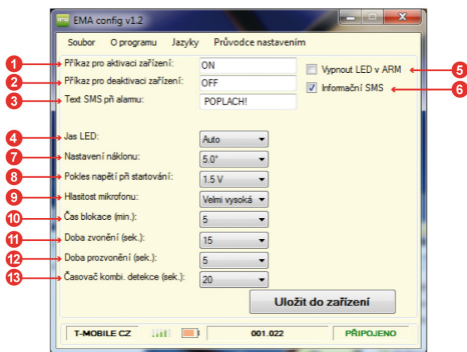 EMA config v1.2
Soubor O programu Jazyky Průvodce nastavením
1 Příkaz pro aktivaci zařízení: ON
Vypnout LED v ARM 5
2 Příkaz pro deaktivaci zařízení: OFF
Informační SMS 6
3 Text SMS při alarmu: POPLACH!
4 Jas LED: Auto
7 Nastavení náklonu: 5.0°
8 Pokles napětí při startování: 1.5 V
9 Hlasitost mikrofonu: Velmi vysoká
10 Čas blokace (min.): 5
11 Doba zvonění (sek.): 15
12 Doba prozvonění (sek.): 5
13 Časovač kombi. detekce (sek.): 20
Uložit do zařízení
T-MOBILE CZ 001.022 PŘIPOJENO